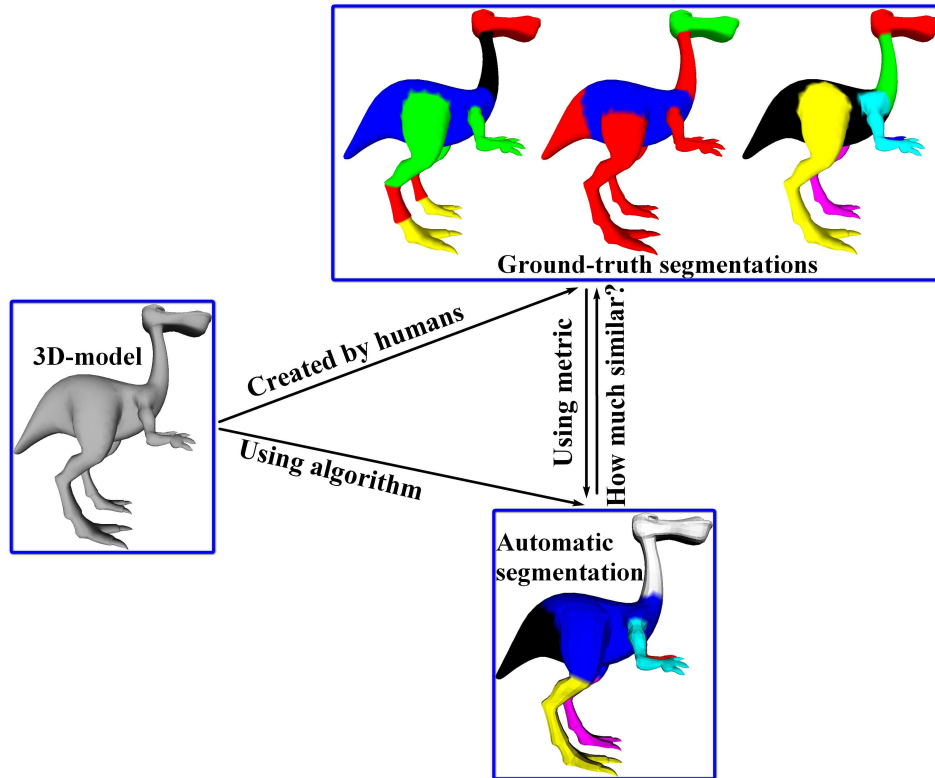 Ground-truth segmentations
3D-model
Created by humans
Using algorithm
Using metric
How much similar?
Automatic
segmentation